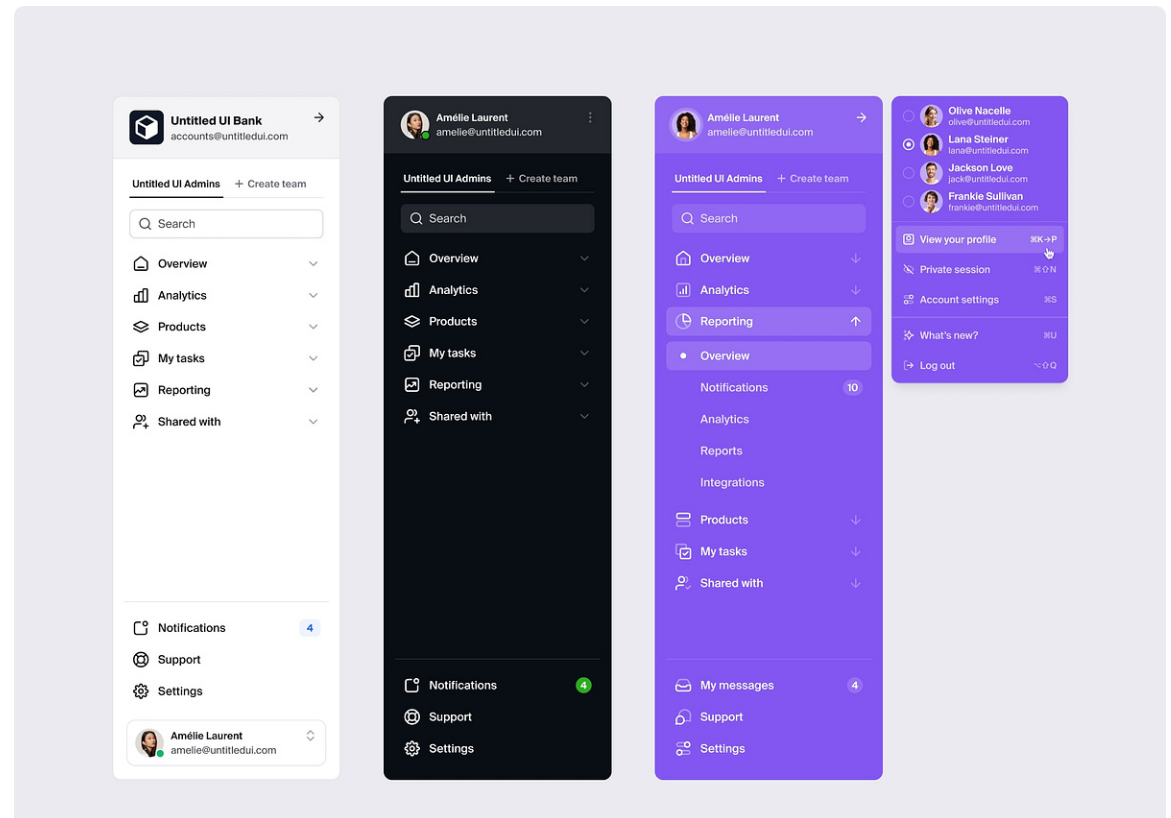 Untitled UI Bank
accounts@untitledui.com
Untitled UI Admins + Create team
Search
Overview
Analytics
Products
My tasks
Reporting
Shared with
Notifications 4
Support
Settings
Amélie Laurent
amelie@untitledui.com
Amélie Laurent
amelie@untitledui.com
Untitled UI Admins + Create team
Search
Overview
Analytics
Products
My tasks
Reporting
Shared with
Notifications 4
Support
Settings
Amélie Laurent
amelie@untitledui.com
Untitled UI Admins + Create team
Search
Overview
Analytics
Reporting
Overview
Notifications 10
Analytics
Reports
Integrations
Products
My tasks
Shared with
My messages 4
Support
Settings
Olive Nacelle
olive@untitledui.com
Lana Steiner
lana@untitledui.com
Jackson Love
jack@untitledui.com
Frankie Sullivan
frankie@untitledui.com
View your profile ⌘K→P
Private session ⌘⇧N
Account settings ⌘S
What's new? ⌘U
Log out ⌥⇧Q